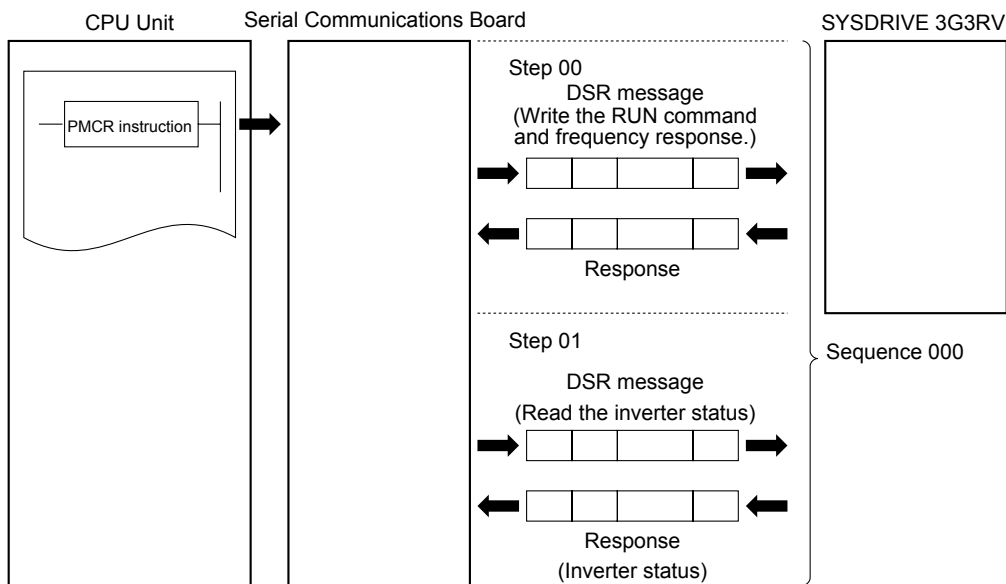 CPU Unit
Serial Communications Board
SYSDRIVE 3G3RV
PMCR instruction
Step 00
DSR message
(Write the RUN command
and frequency response.)
Response
Step 01
DSR message
(Read the inverter status)
Response
(Inverter status)
Sequence 000